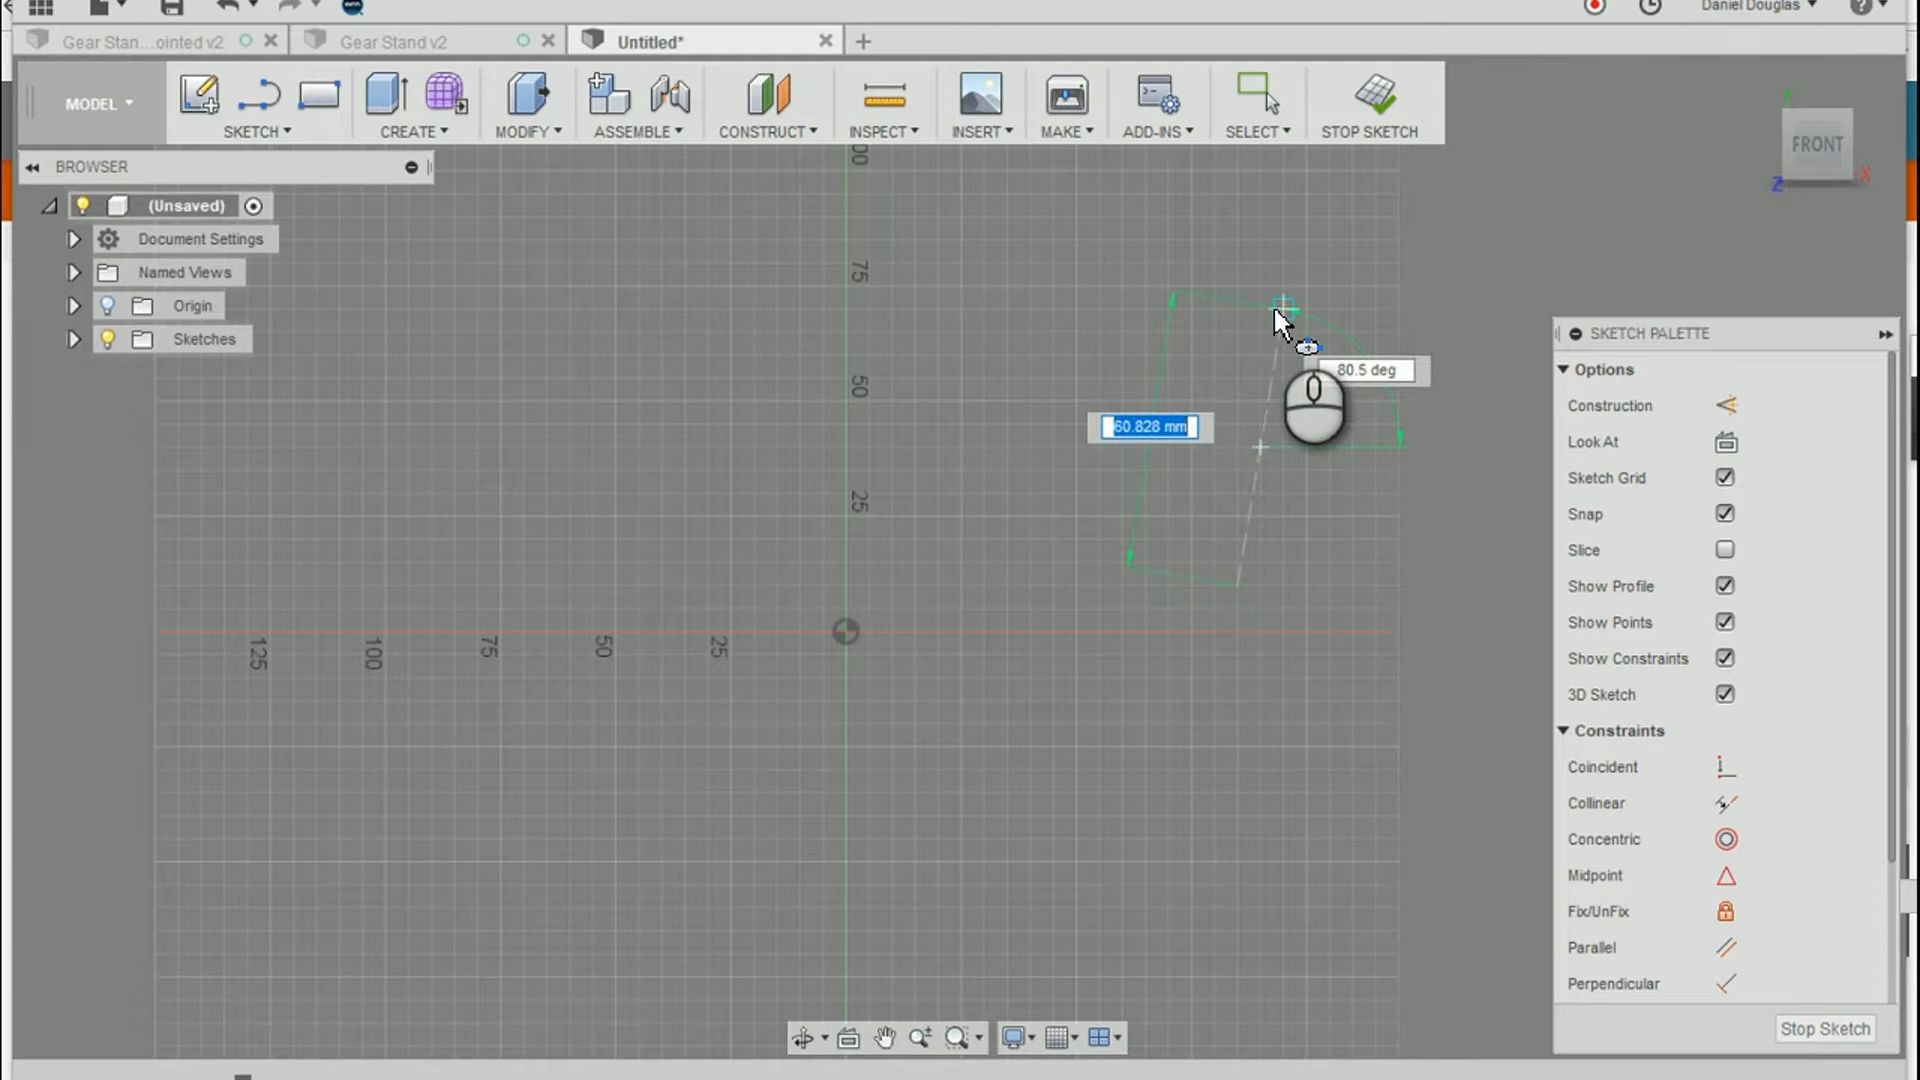 Daniel Douglas
Gear Stan...ointed v2
Gear Stand v2
Untitled*
MODEL
SKETCH
CREATE
MODIFY
ASSEMBLE
CONSTRUCT
INSPECT
INSERT
MAKE
ADD-INS
SELECT
STOP SKETCH
FRONT
Y
Z
X
BROWSER
(Unsaved)
Document Settings
Named Views
Origin
Sketches
00
75
50
25
125
100
75
50
25
80.5 deg
60.828 mm
SKETCH PALETTE
Options
Construction
Look At
Sketch Grid
Snap
Slice
Show Profile
Show Points
Show Constraints
3D Sketch
Constraints
Coincident
Collinear
Concentric
Midpoint
Fix/UnFix
Parallel
Perpendicular
Stop Sketch